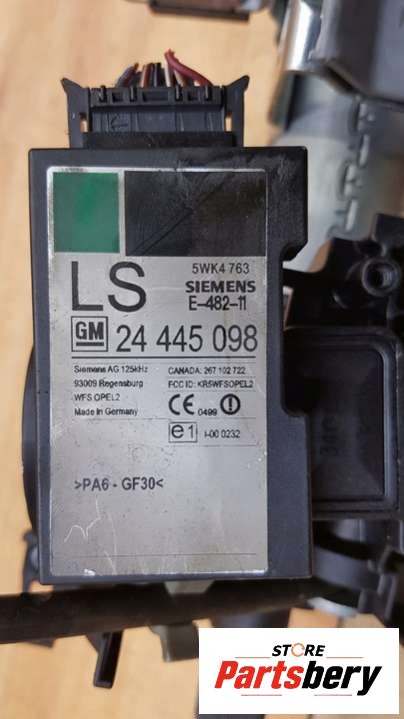 LS
5WK4 763
SIEMENS
E-482-11
GM 24 445 098
Siemens AG 125kHz
93009 Regensburg
WFS OPEL2
Made in Germany
CANADA: 267 102 722
FCC ID: KR5WFSOPEL2
CE 0499
e1 I-00 0232
>PA6 - GF30<
STORE
Partsbery